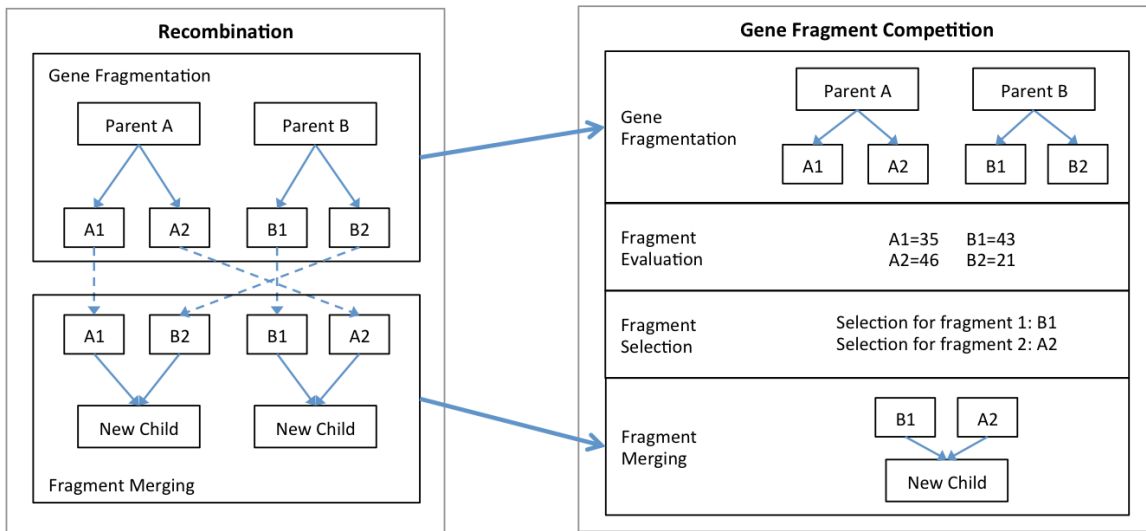 Recombination
Gene Fragmentation
Parent A
Parent B
A1
A2
B1
B2
A1
B2
B1
A2
New Child
New Child
Fragment Merging
Gene Fragment Competition
Gene
Fragmentation
Parent A
Parent B
A1
A2
B1
B2
Fragment
Evaluation
A1=35 B1=43
A2=46 B2=21
Fragment
Selection
Selection for fragment 1: B1
Selection for fragment 2: A2
Fragment
Merging
B1
A2
New Child